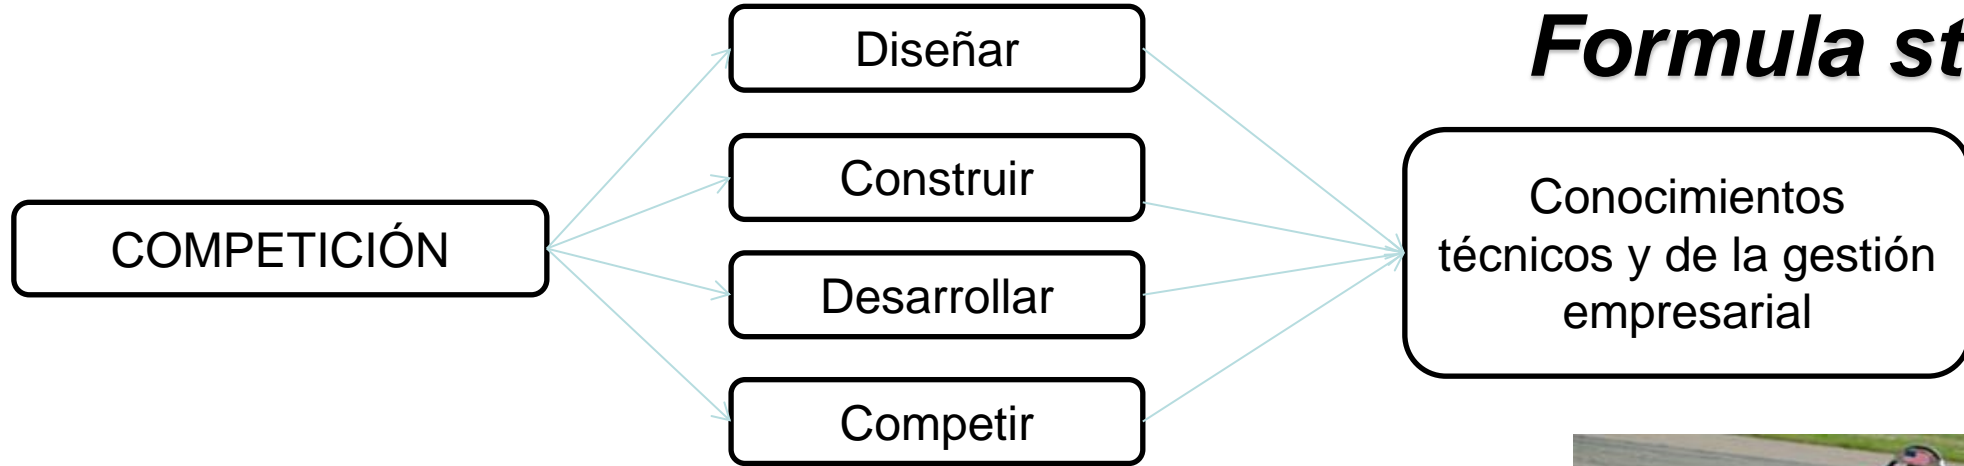 Formula st
COMPETICIÓN
Diseñar
Construir
Desarrollar
Competir
Conocimientos
técnicos y de la gestión
empresarial